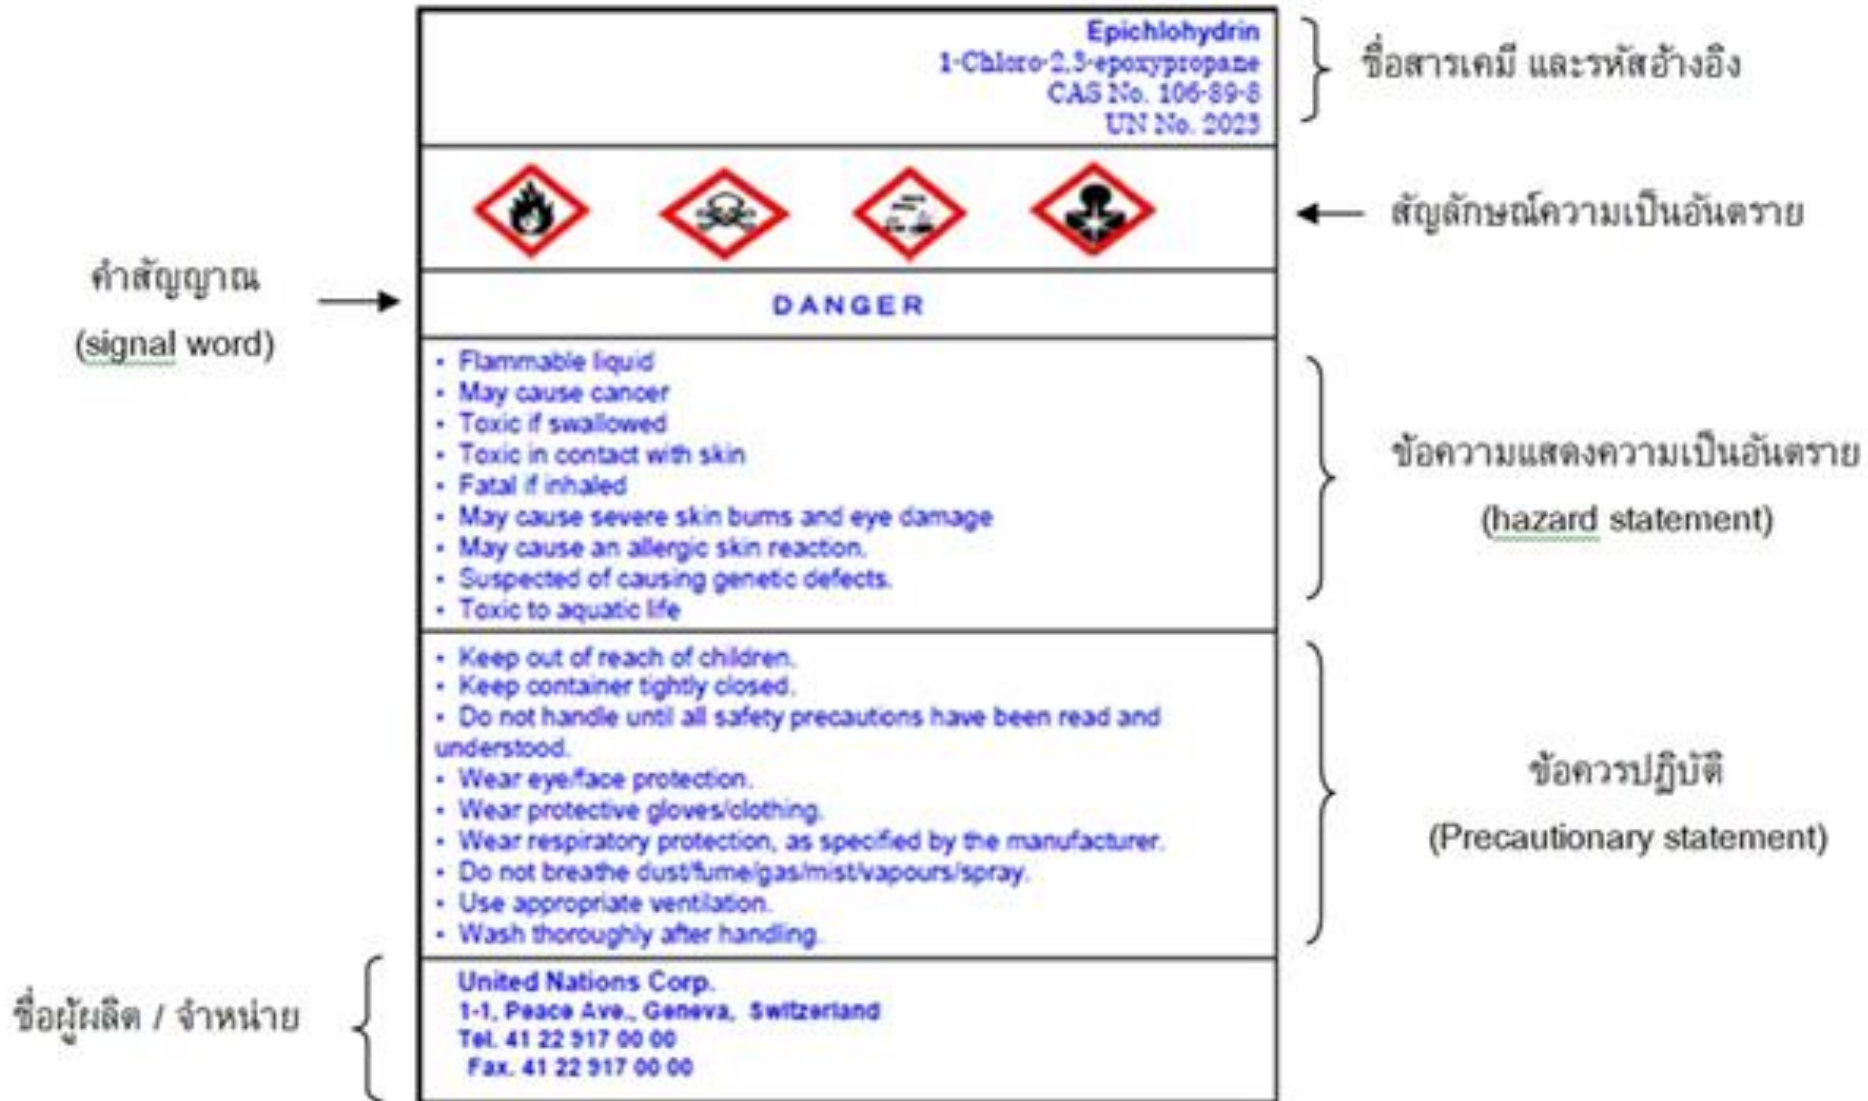 Epichlohydrin
1-Chloro-2,3-epoxypropane
CAS No. 106-89-8
UN No. 2023
ชื่อสารเคมี และรหัสอ้างอิง
สัญลักษณ์ความเป็นอันตราย
คำสัญญาณ
(signal word)
DANGER
• Flammable liquid
• May cause cancer
• Toxic if swallowed
• Toxic in contact with skin
• Fatal if inhaled
• May cause severe skin burns and eye damage
• May cause an allergic skin reaction.
• Suspected of causing genetic defects.
• Toxic to aquatic life
ข้อความแสดงความเป็นอันตราย
(hazard statement)
• Keep out of reach of children.
• Keep container tightly closed.
• Do not handle until all safety precautions have been read and
understood.
• Wear eye/face protection.
• Wear protective gloves/clothing.
• Wear respiratory protection, as specified by the manufacturer.
• Do not breathe dust/fume/gas/mist/vapours/spray.
• Use appropriate ventilation.
• Wash thoroughly after handling.
ข้อควรปฏิบัติ
(Precautionary statement)
ชื่อผู้ผลิต / จำหน่าย
United Nations Corp.
1-1, Peace Ave., Geneva, Switzerland
Tel. 41 22 917 00 00
Fax. 41 22 917 00 00